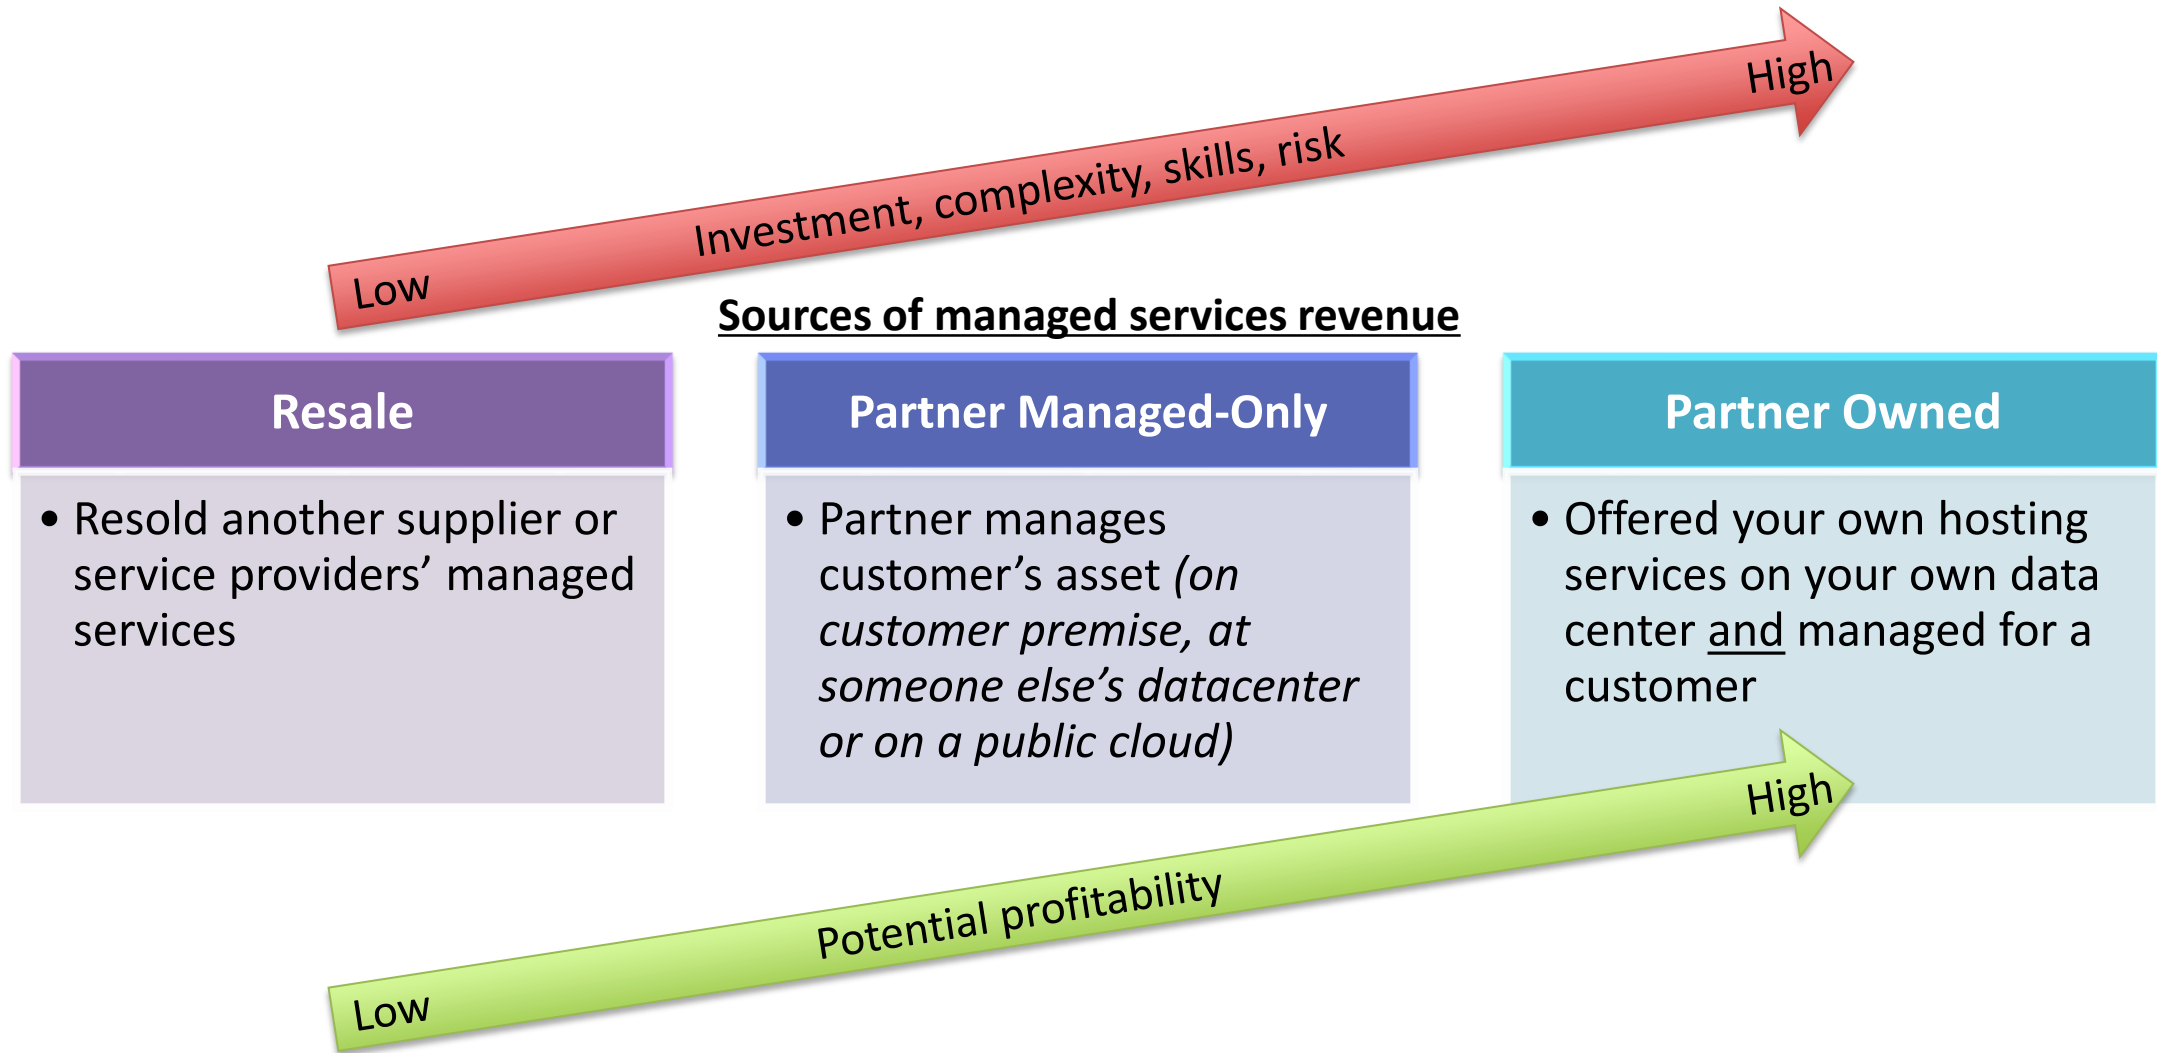 High
Investment, complexity, skills, risk
Low
Sources of managed services revenue
Resale
• Resold another supplier or
service providers’ managed
services
Partner Managed-Only
• Partner manages
customer’s asset (on
customer premise, at
someone else’s datacenter
or on a public cloud)
Partner Owned
• Offered your own hosting
services on your own data
center and managed for a
customer
High
Potential profitability
Low